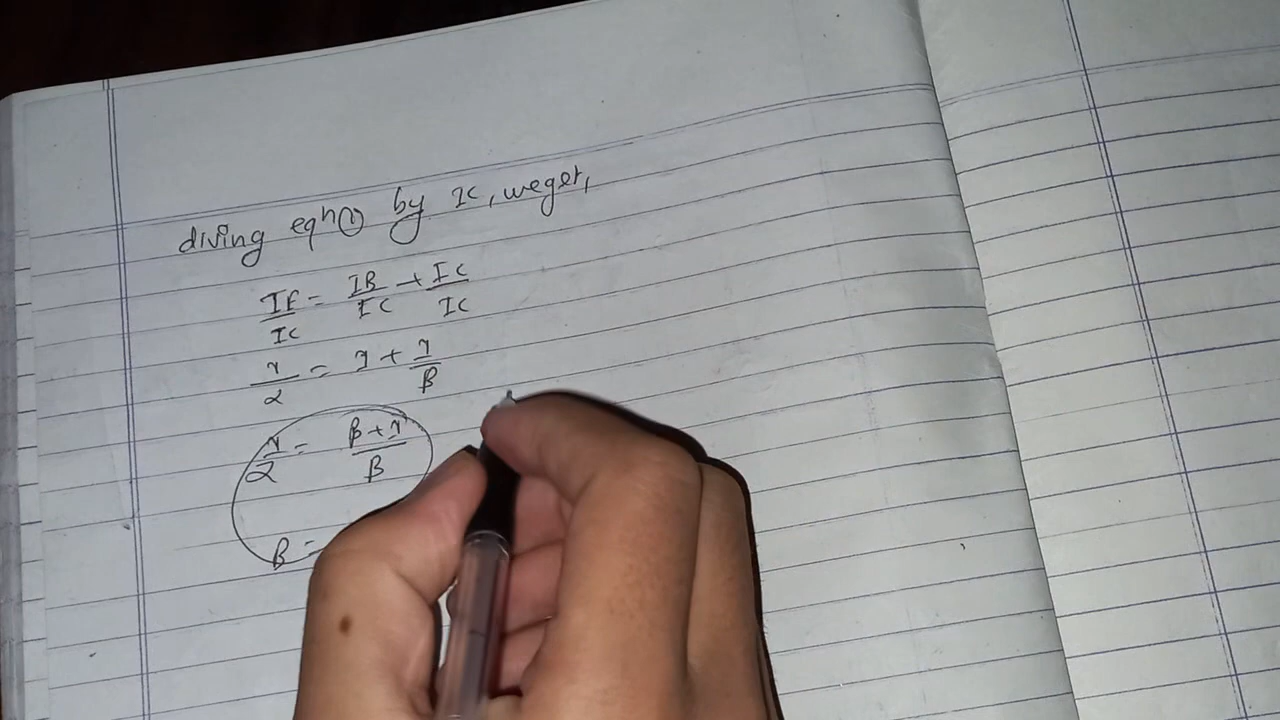 diving eqⁿ① by IC, weget,
IE/IC = IB/IC + IC/IC
1/α = 1 + 1/β
1/α = β+1/β
β =